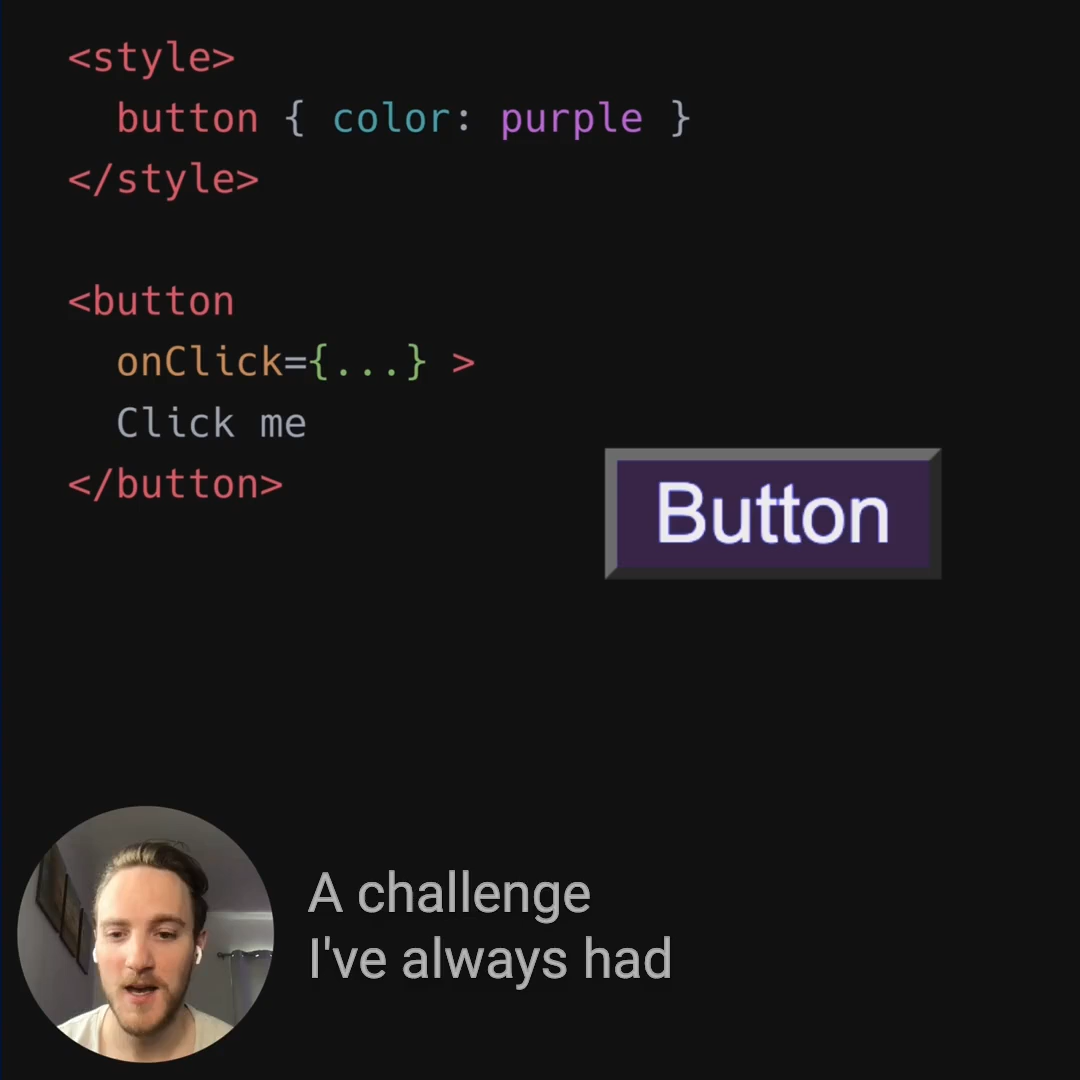 <style>
  button { color: purple }
</style>
<button
  onClick={...} >
  Click me
</button>
Button
A challenge
I've always had